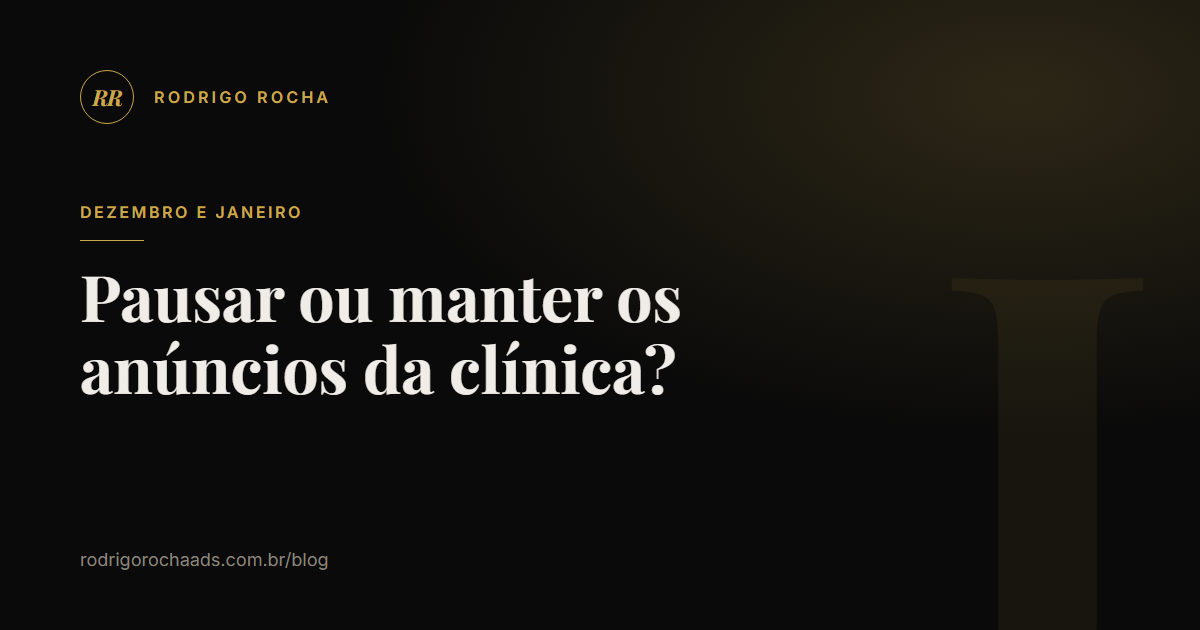 RR
RODRIGO ROCHA
DEZEMBRO E JANEIRO
Pausar ou manter os
anúncios da clínica?
rodrigorochaads.com.br/blog
I